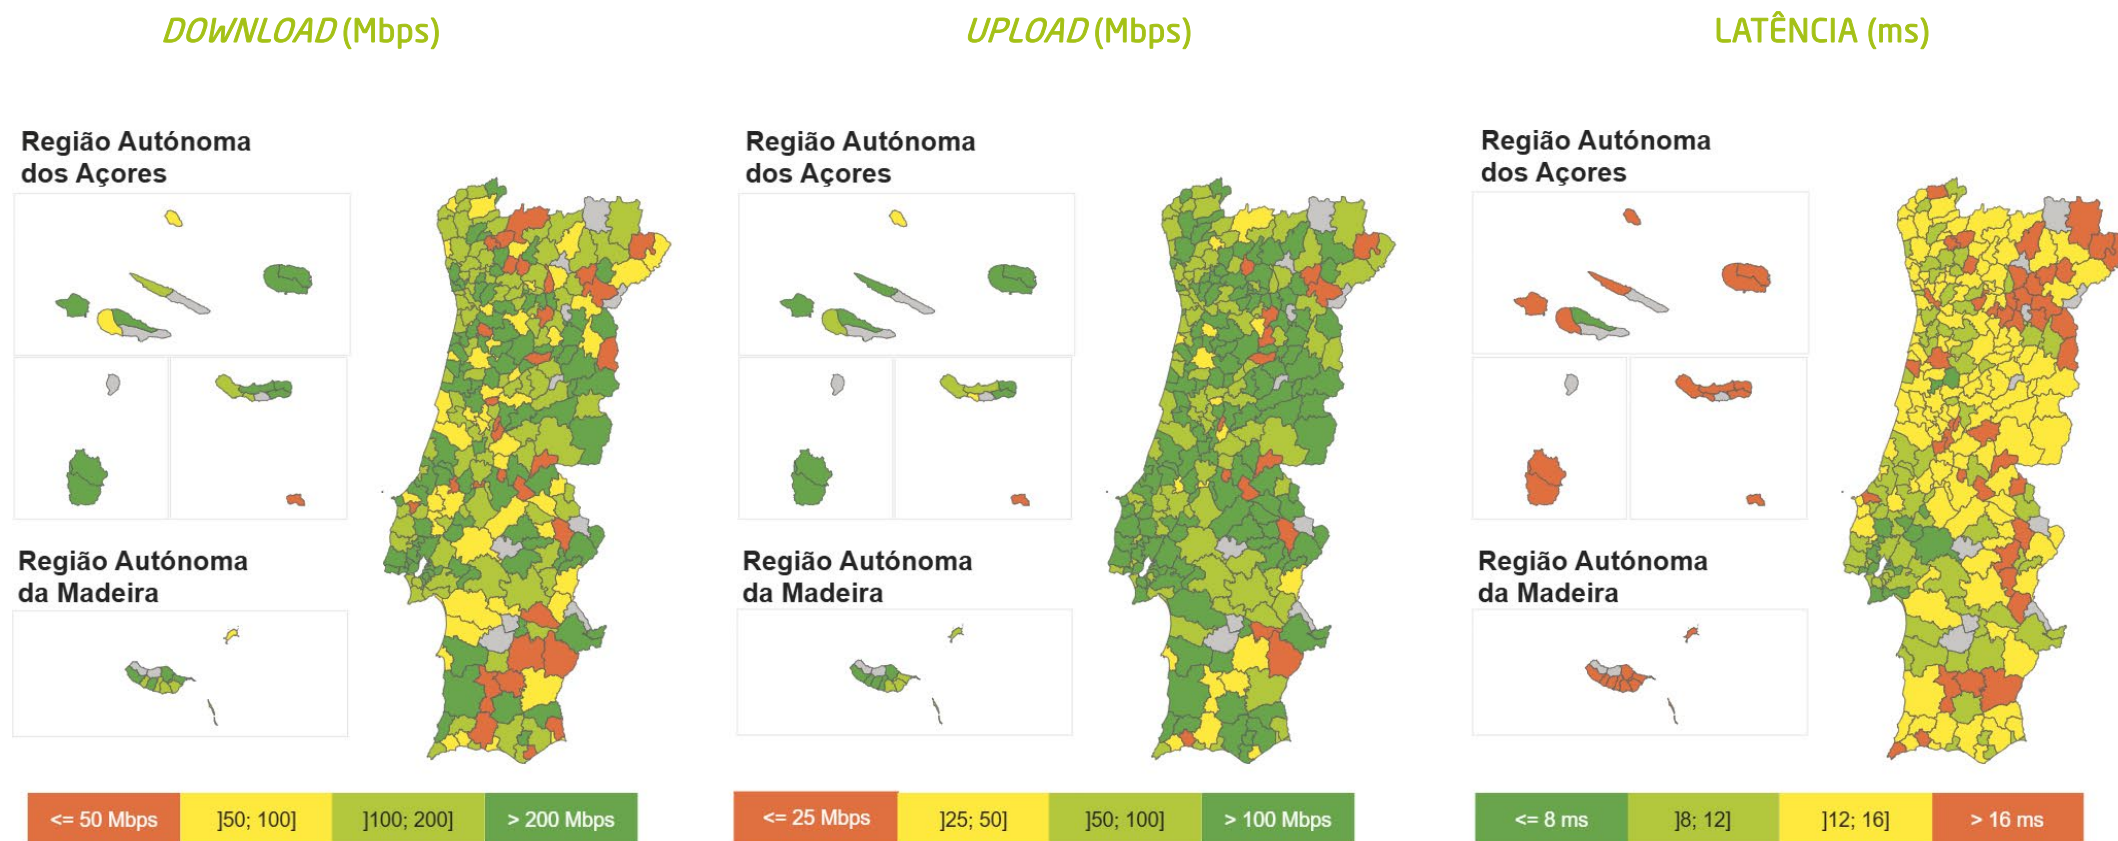 DOWNLOAD (Mbps)
UPLOAD (Mbps)
LATÊNCIA (ms)
Região Autónoma
dos Açores
Região Autónoma
da Madeira
<= 50 Mbps
]50; 100]
]100; 200]
> 200 Mbps
Região Autónoma
dos Açores
Região Autónoma
da Madeira
<= 25 Mbps
]25; 50]
]50; 100]
> 100 Mbps
Região Autónoma
dos Açores
Região Autónoma
da Madeira
<= 8 ms
]8; 12]
]12; 16]
> 16 ms